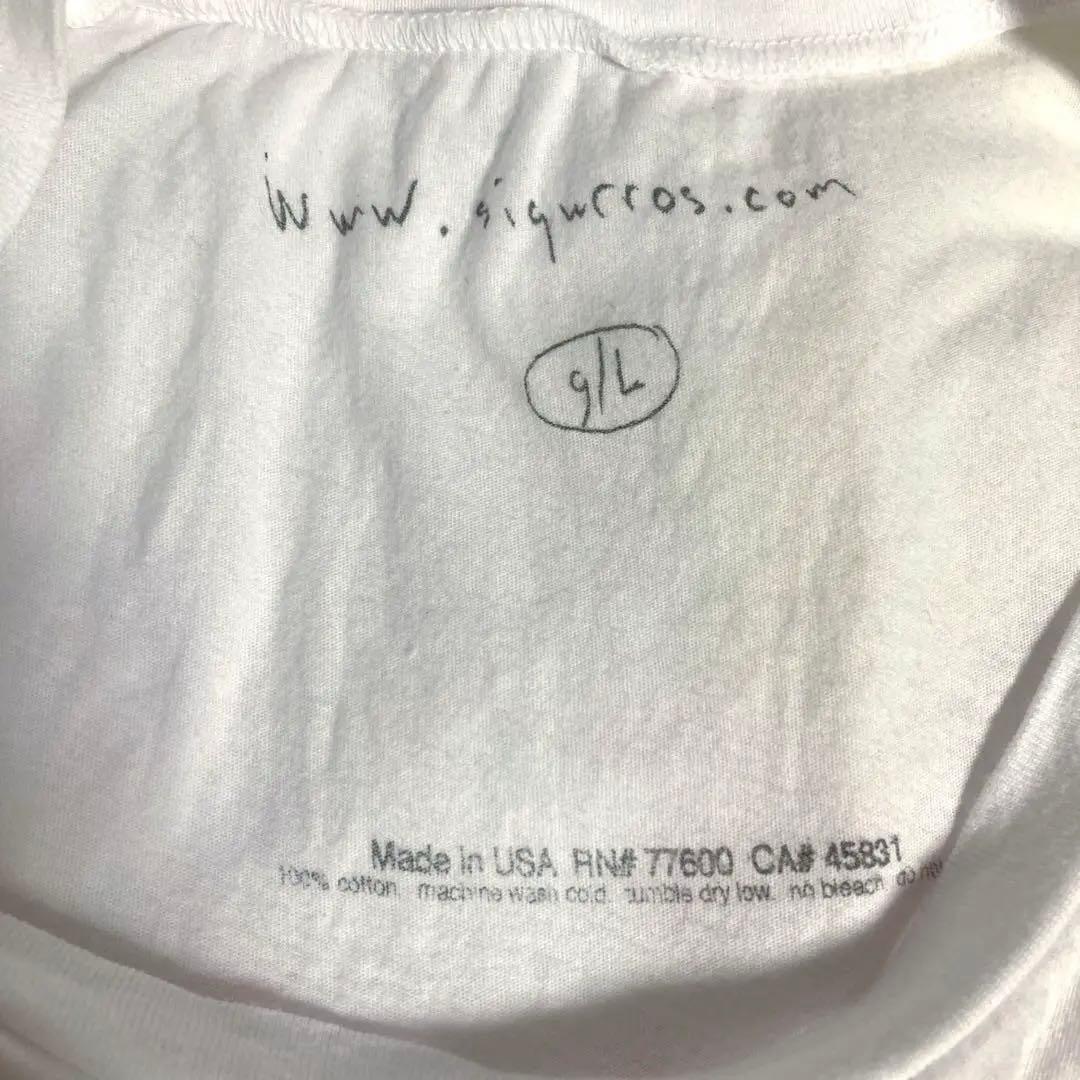 www.sigurros.com
g/L
Made in USA RN# 77600 CA# 45831
100% cotton. machine wash cold. tumble dry low. no bleach. do